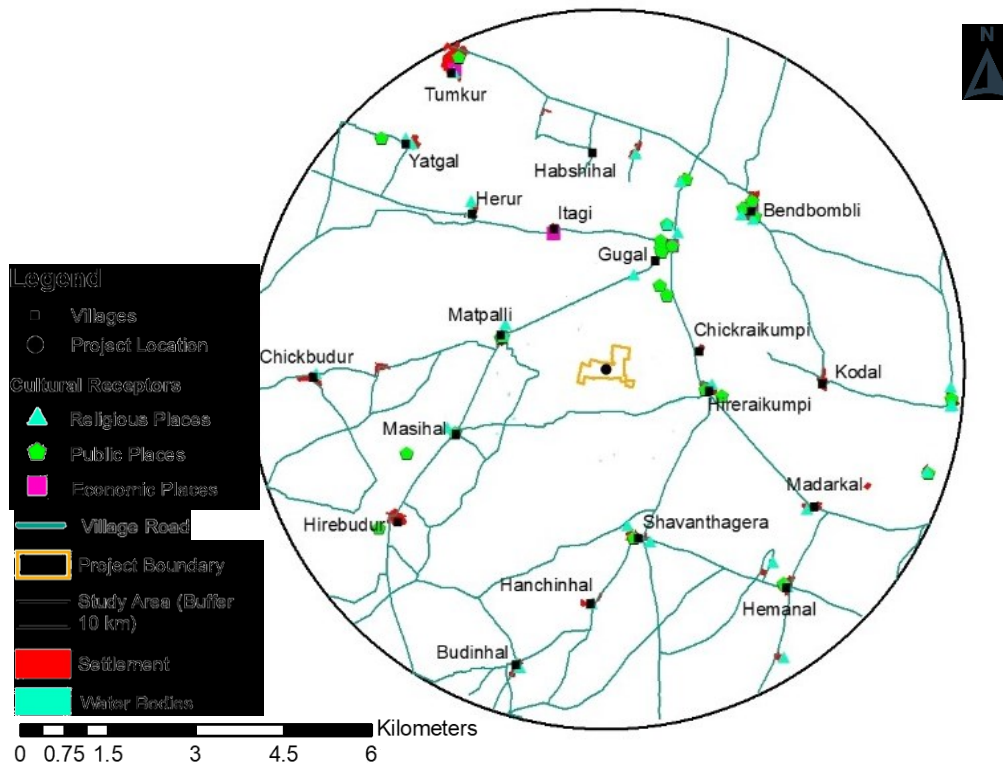 N
Tumkur
Yatgal
Habshihal
Herur
Bendbombli
Itagi
Gugal
Legend
Villages
Project Location
Cultural Receptors
Religious Places
Public Places
Economic Places
Village Road
Project Boundary
Study Area (Buffer
10 km)
Settlement
Water Bodies
Matpalli
Chickraikumpi
Chickbudur
Kodal
Hireraikumpi
Masihal
Madarkal
Hirebudur
Shavanthagera
Hanchinhal
Hemanal
Budinhal
Kilometers
0 0.75 1.5 3 4.5 6